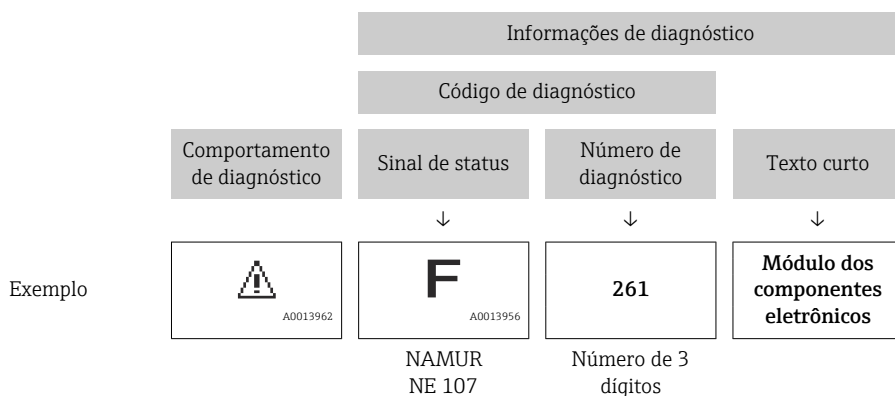 Informações de diagnóstico
Código de diagnóstico
Comportamento
de diagnóstico
Sinal de status
Número de
diagnóstico
Texto curto
↓
↓
↓
Exemplo
A0013962
F
A0013956
261
Módulo dos
componentes
eletrônicos
NAMUR
NE 107
Número de 3
dígitos